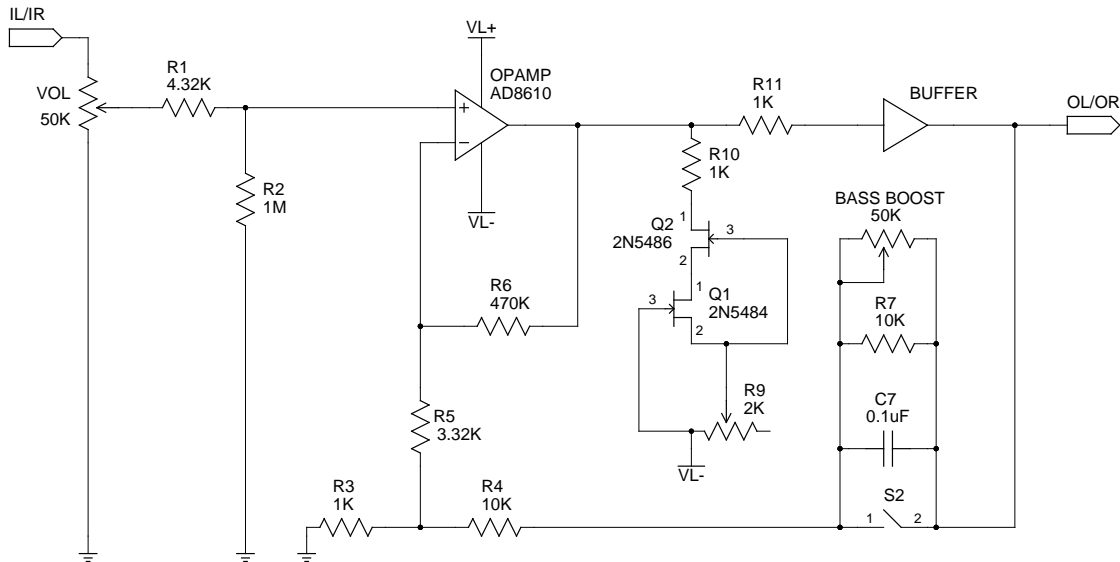 IL/IR
VOL
50K
R1
4.32K
R2
1M
VL+
OPAMP
AD8610
+
−
VL-
R6
470K
R5
3.32K
R3
1K
R4
10K
R10
1K
R11
1K
BUFFER
OL/OR
Q2
2N5486
1
2
3
Q1
2N5484
1
2
3
R9
2K
VL-
BASS BOOST
50K
R7
10K
C7
0.1uF
S2
1
2